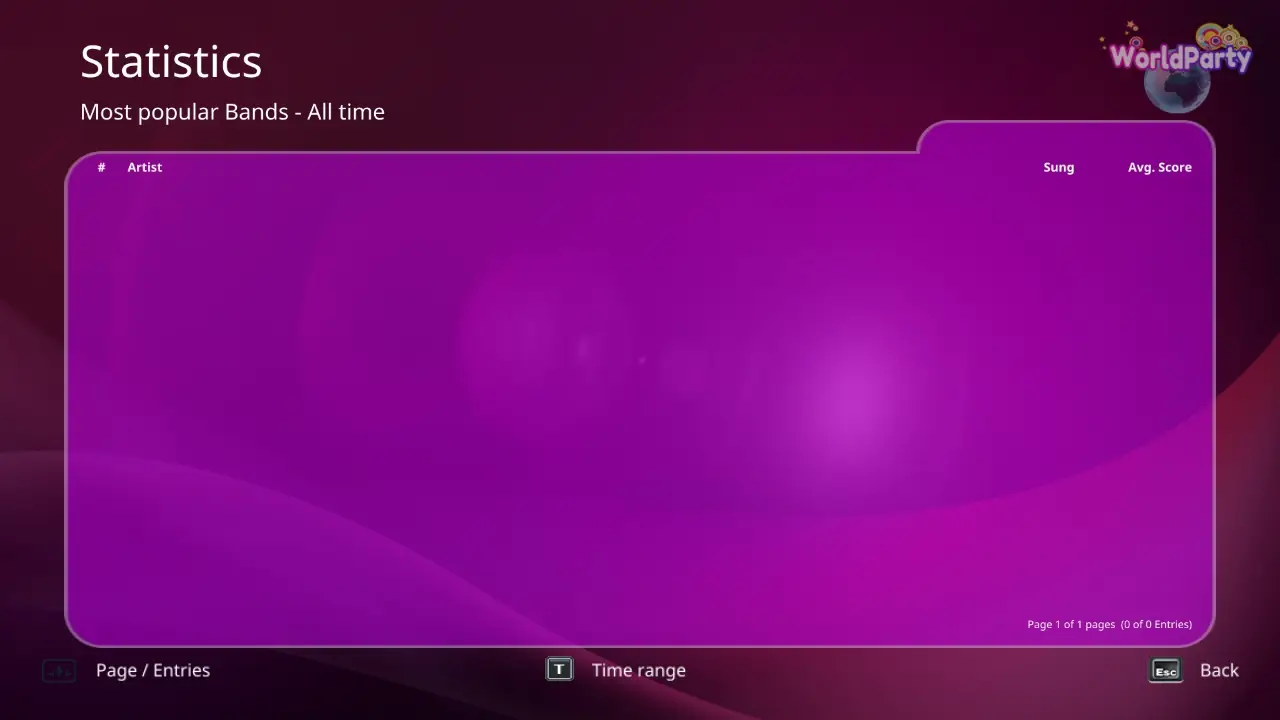 Statistics
WorldParty
Most popular Bands - All time
# Artist Sung Avg. Score
Page 1 of 1 pages (0 of 0 Entries)
Page / Entries T Time range Esc Back